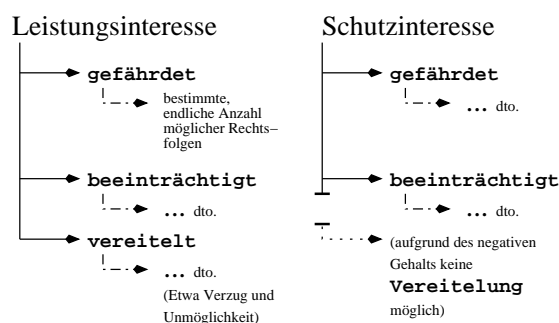 Leistungsinteresse
gefährdet
bestimmte,
endliche Anzahl
möglicher Rechts–
folgen
beeinträchtigt
... dto.
vereitelt
... dto.
(Etwa Verzug und
Unmöglichkeit)
Schutzinteresse
gefährdet
... dto.
beeinträchtigt
... dto.
(aufgrund des negativen
Gehalts keine
Vereitelung
möglich)